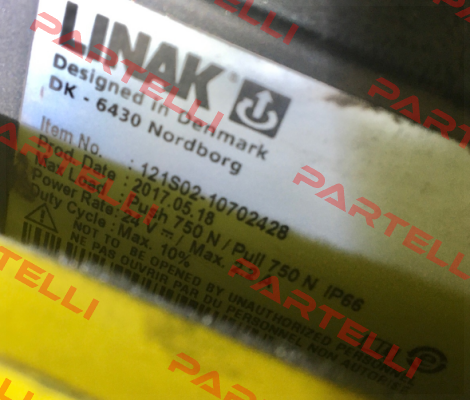 LINAK®
Designed in Denmark
DK - 6430 Nordborg
Item No. : 121S02-10702428
Prod. Date : 2017.05.18
Max Load : Push 750 N / Pull 750 N IP66
Power Rate: 24 V / Max.
Duty Cycle: Max. 10%
NOT TO BE OPENED BY UNAUTHORIZED PERSONNEL
NE PAS OUVRIR PAR DU PERSONNEL NON AUTORISE
PARTELLI
PARTELLI
PARTELLI
PARTELLI
PARTELLI